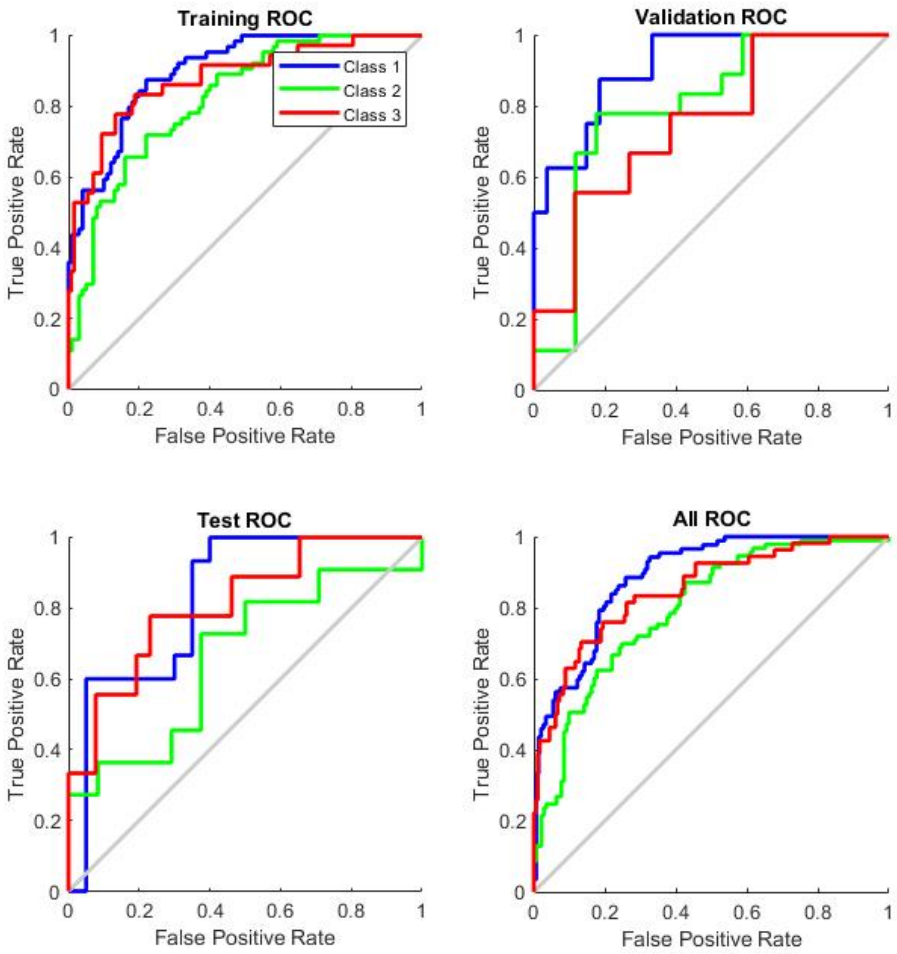 Training ROC
1
0.8
0.6
0.4
0.2
0
True Positive Rate
Class 1
Class 2
Class 3
0 0.2 0.4 0.6 0.8 1
False Positive Rate
Validation ROC
1
0.8
0.6
0.4
0.2
0
True Positive Rate
0 0.2 0.4 0.6 0.8 1
False Positive Rate
Test ROC
1
0.8
0.6
0.4
0.2
0
True Positive Rate
0 0.2 0.4 0.6 0.8 1
False Positive Rate
All ROC
1
0.8
0.6
0.4
0.2
0
True Positive Rate
0 0.2 0.4 0.6 0.8 1
False Positive Rate